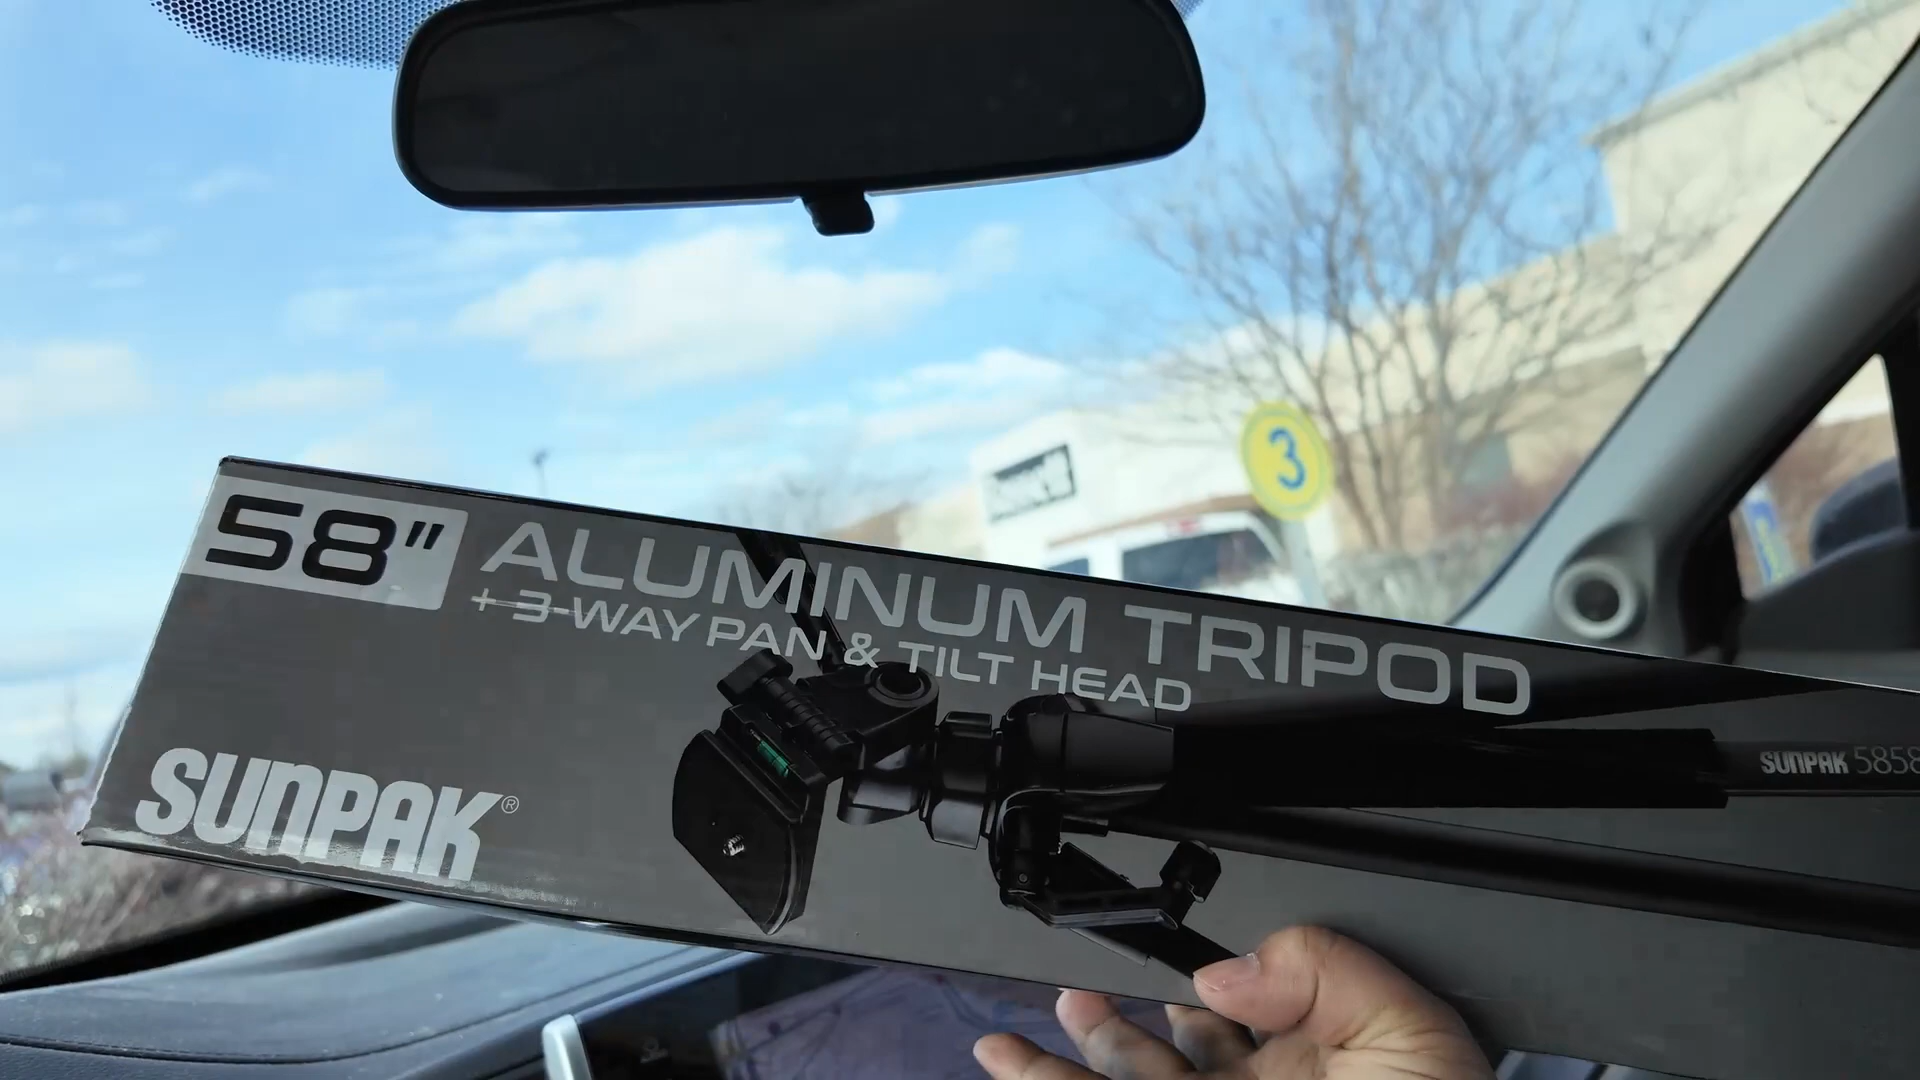 3
58" ALUMINUM TRIPOD
+ 3-WAY PAN & TILT HEAD
SUNPAK®
SUNPAK 5858